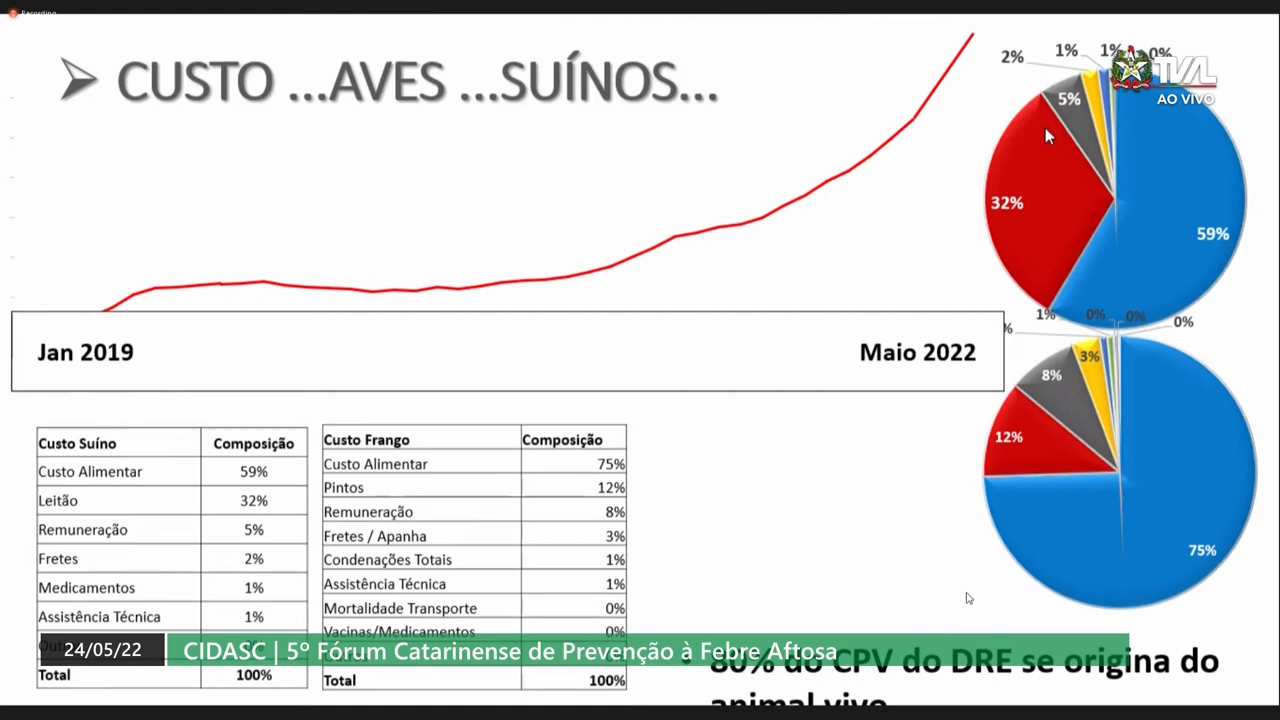 Recording
CUSTO ...AVES ...SUÍNOS...
TVAL
AO VIVO
2%
1%
1%
0%
5%
32%
59%
Jan 2019
Maio 2022
%
1%
0%
0%
0%
3%
8%
12%
75%
Custo Suíno Composição
Custo Alimentar 59%
Leitão 32%
Remuneração 5%
Fretes 2%
Medicamentos 1%
Assistência Técnica 1%
Total 100%
Custo Frango Composição
Custo Alimentar 75%
Pintos 12%
Remuneração 8%
Fretes / Apanha 3%
Condenações Totais 1%
Assistência Técnica 1%
Mortalidade Transporte 0%
Vacinas/Medicamentos 0%
Total 100%
24/05/22 CIDASC | 5º Fórum Catarinense de Prevenção à Febre Aftosa
• 80% do CPV do DRE se origina do
animal vivo